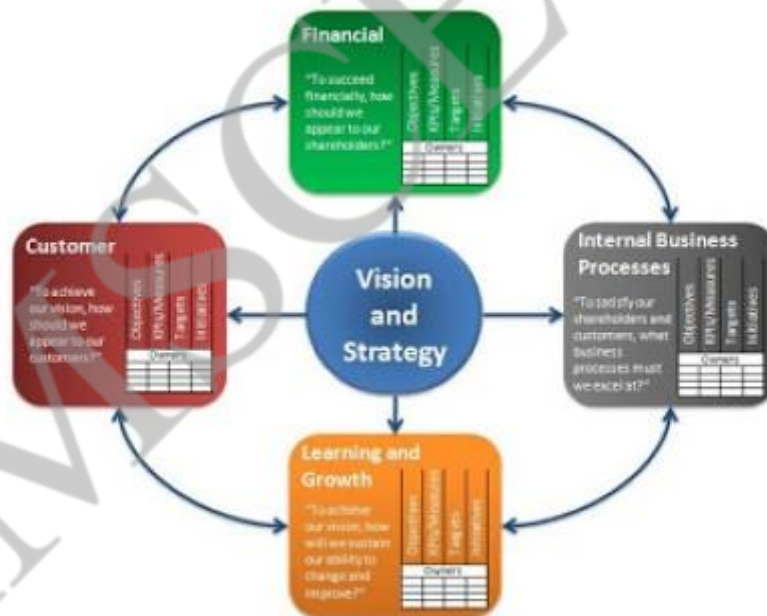 Financial
"To succeed
financially, how
should we
appear to our
shareholders?"
Objectives
KPIs/Measures
Targets
Initiatives
Owners
Customer
"To achieve
our vision, how
should we
appear to our
customers?"
Objectives
KPIs/Measures
Targets
Initiatives
Owners
Vision
and
Strategy
Internal Business
Processes
"To satisfy our
shareholders and
customers, what
business
processes must
we excel at?"
Objectives
KPIs/Measures
Targets
Initiatives
Owners
Learning and
Growth
"To achieve
our vision, how
will we sustain
our ability to
change and
improve?"
Objectives
KPIs/Measures
Targets
Initiatives
Owners